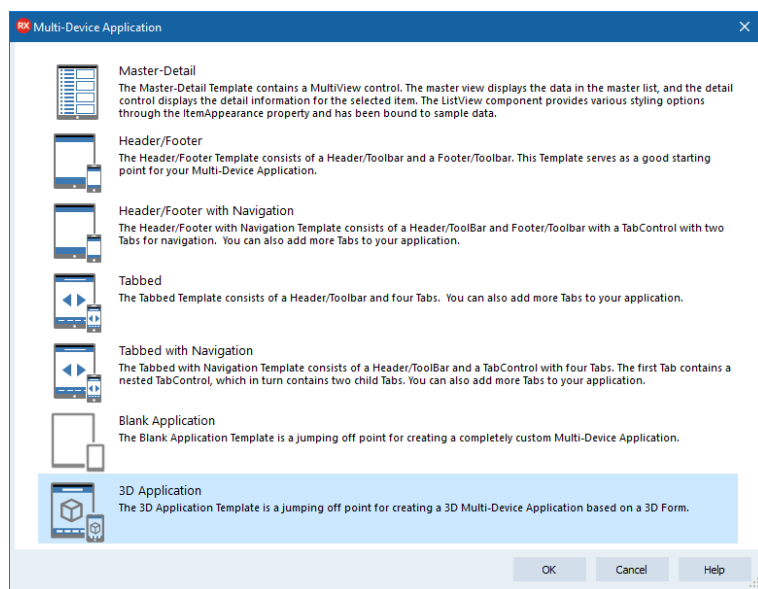 RX Multi-Device Application
Master-Detail
The Master-Detail Template contains a MultiView control. The master view displays the data in the master list, and the detail
control displays the detail information for the selected item. The ListView component provides various styling options
through the ItemAppearance property and has been bound to sample data.
Header/Footer
The Header/Footer Template consists of a Header/Toolbar and a Footer/Toolbar. This Template serves as a good starting
point for your Multi-Device Application.
Header/Footer with Navigation
The Header/Footer with Navigation Template consists of a Header/ToolBar and Footer/Toolbar with a TabControl with two
Tabs for navigation.  You can also add more Tabs to your application.
Tabbed
The Tabbed Template consists of a Header/Toolbar and four Tabs.  You can also add more Tabs to your application.
Tabbed with Navigation
The Tabbed with Navigation Template consists of a Header/ToolBar and a TabControl with four Tabs. The first Tab contains a
nested TabControl, which in turn contains two child Tabs. You can also add more Tabs to your application.
Blank Application
The Blank Application Template is a jumping off point for creating a completely custom Multi-Device Application.
3D Application
The 3D Application Template is a jumping off point for creating a 3D Multi-Device Application based on a 3D Form.
OK Cancel Help